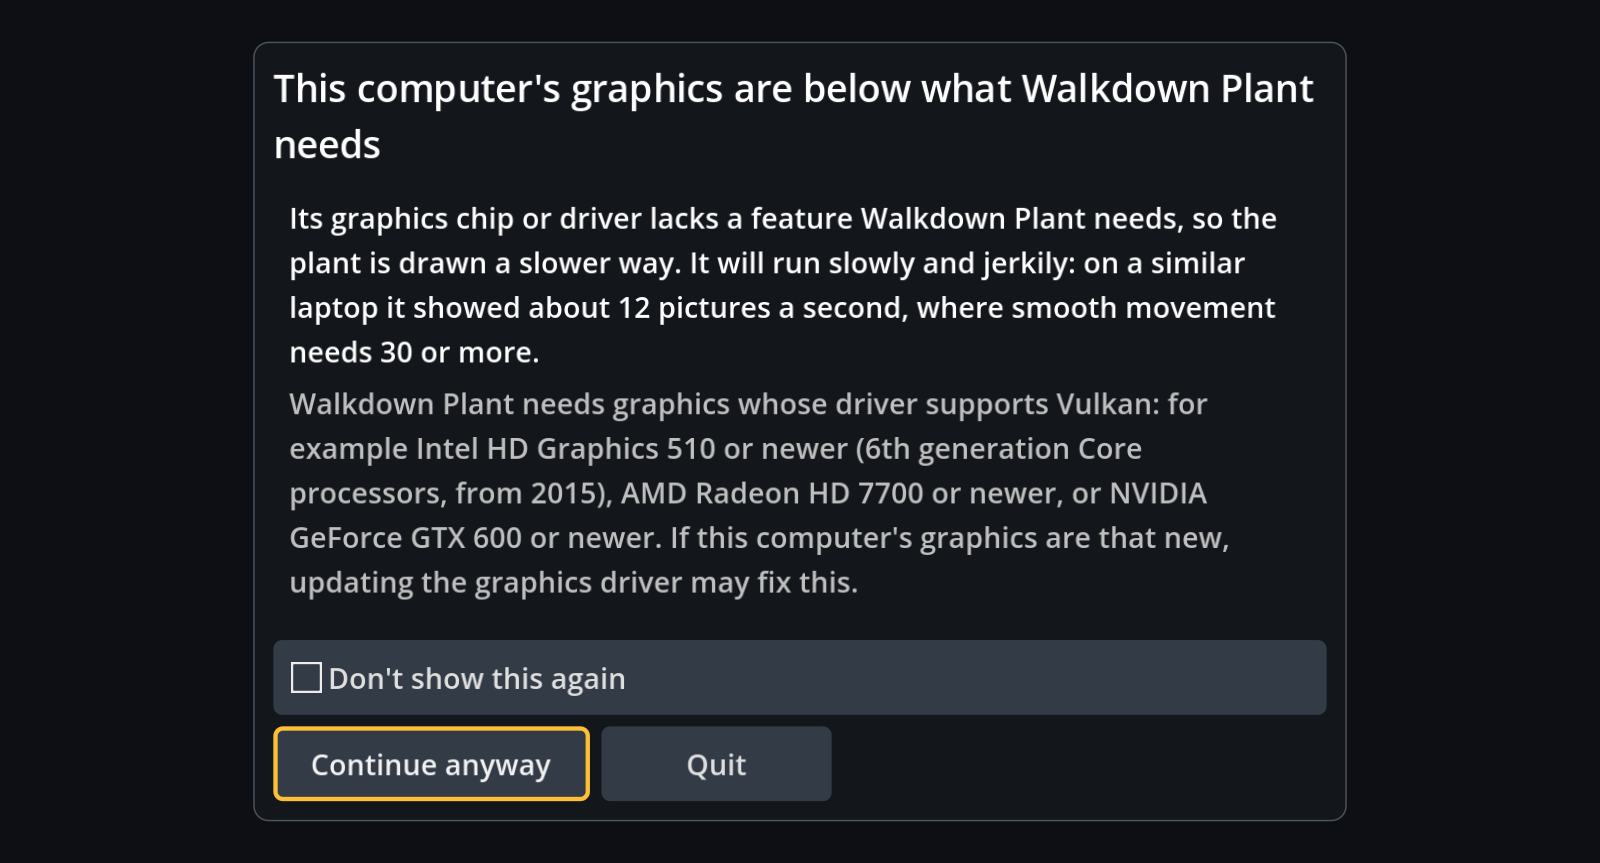 This computer's graphics are below what Walkdown Plant
needs
Its graphics chip or driver lacks a feature Walkdown Plant needs, so the
plant is drawn a slower way. It will run slowly and jerkily: on a similar
laptop it showed about 12 pictures a second, where smooth movement
needs 30 or more.
Walkdown Plant needs graphics whose driver supports Vulkan: for
example Intel HD Graphics 510 or newer (6th generation Core
processors, from 2015), AMD Radeon HD 7700 or newer, or NVIDIA
GeForce GTX 600 or newer. If this computer's graphics are that new,
updating the graphics driver may fix this.
Don't show this again
Continue anyway
Quit